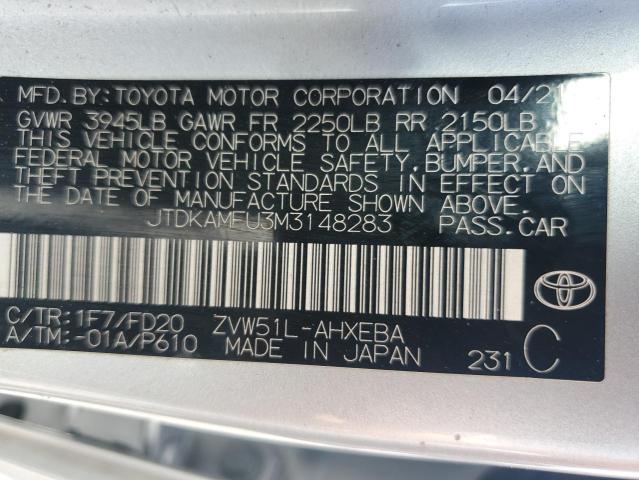 MFD.BY:TOYOTA MOTOR CORPORATION 04/21
GVWR 3945LB GAWR FR 2250LB RR 2150LB
THIS VEHICLE CONFORMS TO ALL APPLICABLE
FEDERAL MOTOR VEHICLE SAFETY,BUMPER,AND
THEFT PREVENTION STANDARDS IN EFFECT ON
THE DATE OF MANUFACTURE SHOWN ABOVE.
JTDKAMFU3M3148283 PASS.CAR
C/TR:1F7/FD20 ZVW51L-AHXEBA
A/TM:-01A/P610 MADE IN JAPAN 231 C